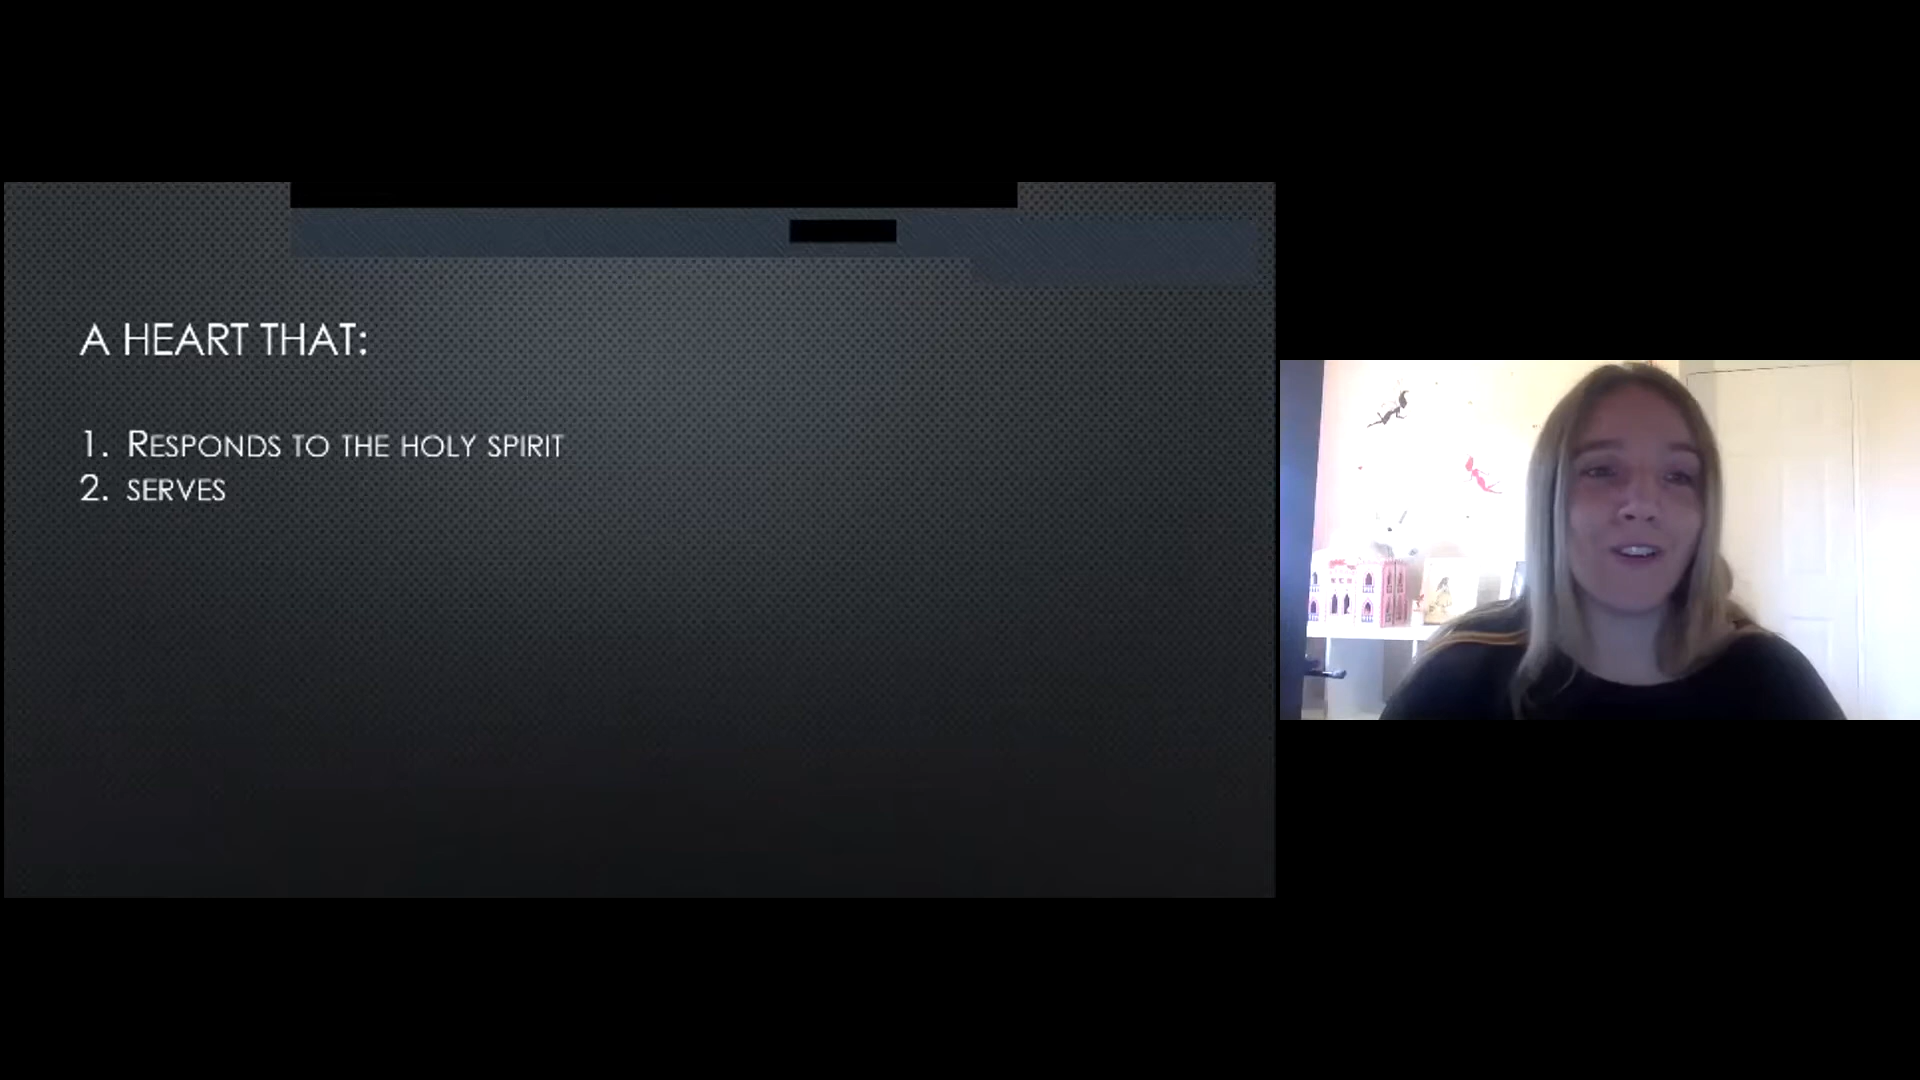 A HEART THAT:
1. RESPONDS TO THE HOLY SPIRIT
2. SERVES